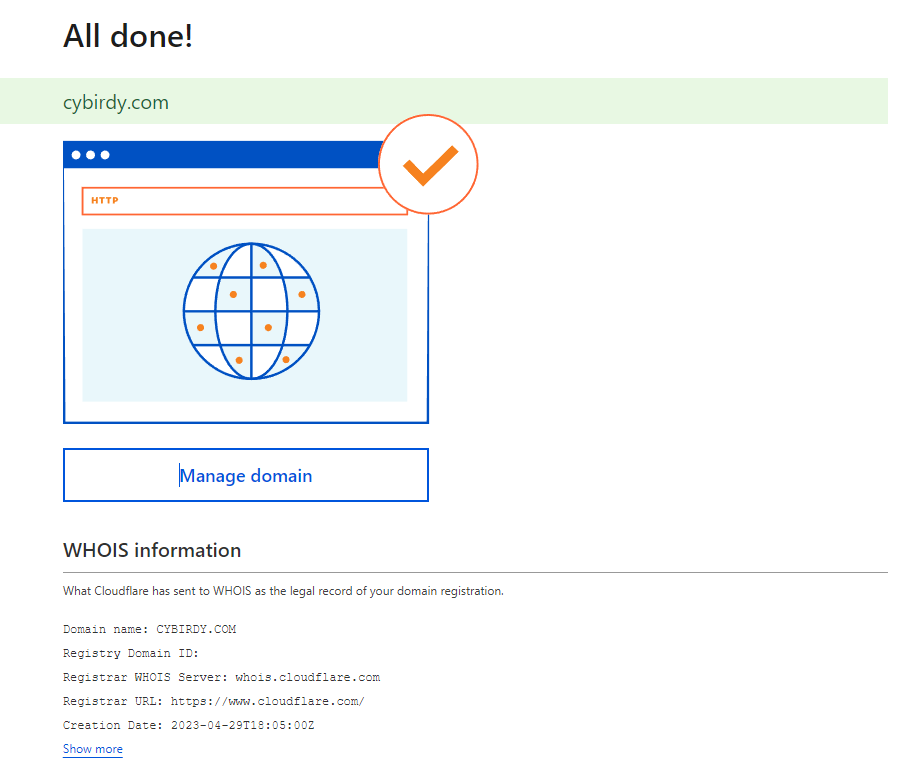 All done!
cybirdy.com
HTTP
Manage domain
WHOIS information
What Cloudflare has sent to WHOIS as the legal record of your domain registration.
Domain name: CYBIRDY.COM
Registry Domain ID:
Registrar WHOIS Server: whois.cloudflare.com
Registrar URL: https://www.cloudflare.com/
Creation Date: 2023-04-29T18:05:00Z
Show more